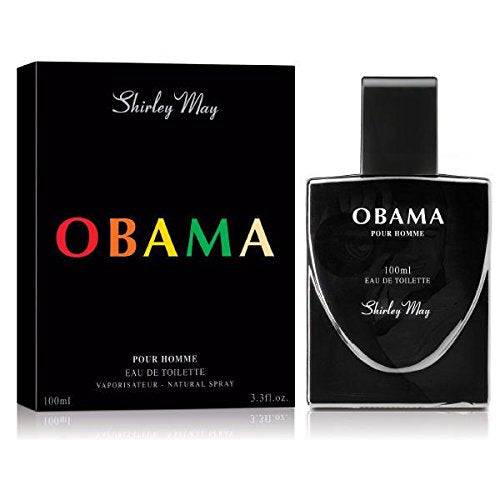 Shirley May
OBAMA
POUR HOMME
EAU DE TOILETTE
VAPORISATEUR - NATURAL SPRAY
100ml 3.3fl.oz.
OBAMA
POUR HOMME
100ml
EAU DE TOILETTE
Shirley May